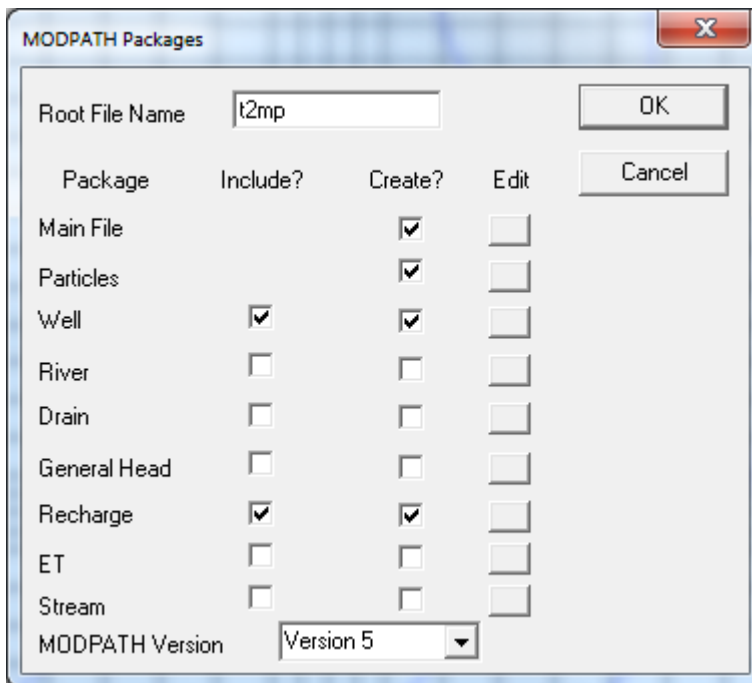 MODPATH Packages
Root File Name t2mp OK
Package Include? Create? Edit Cancel
Main File
Particles
Well
River
Drain
General Head
Recharge
ET
Stream
MODPATH Version Version 5